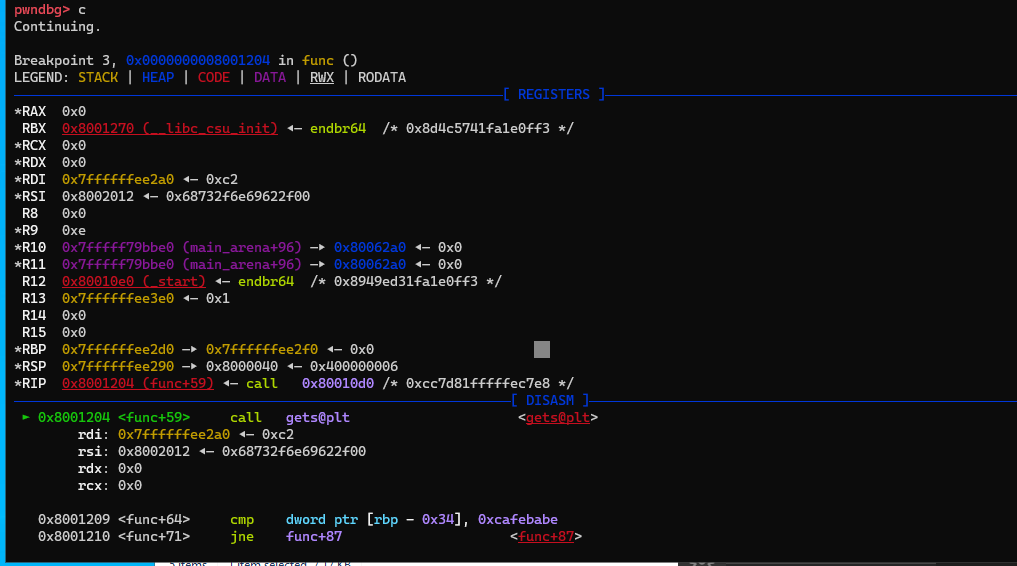 pwndbg> c
Continuing.
Breakpoint 3, 0x0000000008001204 in func ()
LEGEND: STACK | HEAP | CODE | DATA | RWX | RODATA
[ REGISTERS ]
*RAX 0x0
RBX 0x8001270 (__libc_csu_init) ◂— endbr64 /* 0x8d4c5741fa1e0ff3 */
*RCX 0x0
*RDX 0x0
*RDI 0x7ffffffee2a0 ◂— 0xc2
*RSI 0x8002012 ◂— 0x68732f6e69622f00
R8 0x0
*R9 0xe
*R10 0x7fffff79bbe0 (main_arena+96) —▸ 0x80062a0 ◂— 0x0
*R11 0x7fffff79bbe0 (main_arena+96) —▸ 0x80062a0 ◂— 0x0
R12 0x80010e0 (_start) ◂— endbr64 /* 0x8949ed31fa1e0ff3 */
R13 0x7ffffffee3e0 ◂— 0x1
R14 0x0
R15 0x0
*RBP 0x7ffffffee2d0 —▸ 0x7ffffffee2f0 ◂— 0x0
*RSP 0x7ffffffee290 —▸ 0x8000040 ◂— 0x400000006
*RIP 0x8001204 (func+59) ◂— call 0x80010d0 /* 0xcc7d81fffffec7e8 */
[ DISASM ]
► 0x8001204 <func+59> call gets@plt <gets@plt>
rdi: 0x7ffffffee2a0 ◂— 0xc2
rsi: 0x8002012 ◂— 0x68732f6e69622f00
rdx: 0x0
rcx: 0x0
0x8001209 <func+64> cmp dword ptr [rbp - 0x34], 0xcafebabe
0x8001210 <func+71> jne func+87 <func+87>